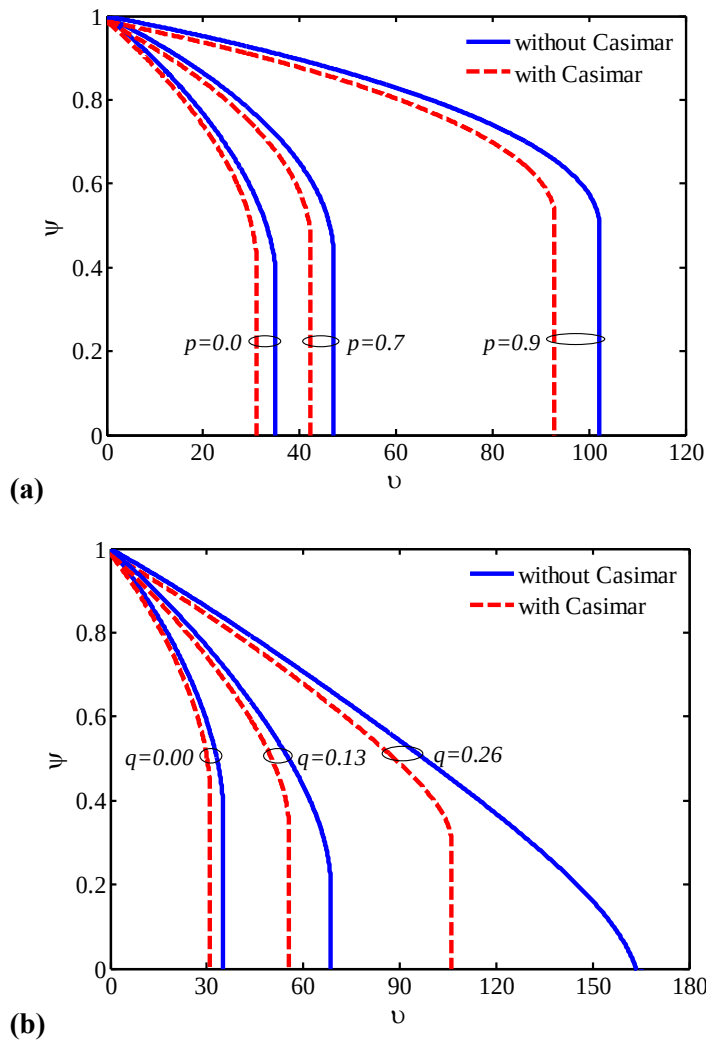 1
0.8
0.6
0.4
0.2
0
ψ
without Casimar
with Casimar
p=0.0
p=0.7
p=0.9
0 20 40 60 80 100 120
υ
(a)
1
0.8
0.6
0.4
0.2
0
ψ
without Casimar
with Casimar
q=0.00
q=0.13
q=0.26
0 30 60 90 120 150 180
υ
(b)